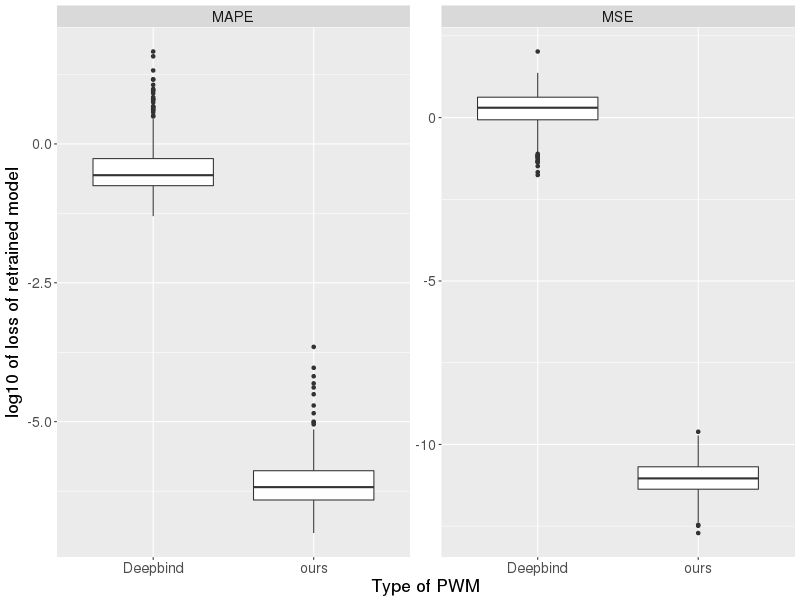 MAPE
MSE
log10 of loss of retrained model
0.0
-2.5
-5.0
0
-5
-10
Deepbind
ours
Deepbind
ours
Type of PWM